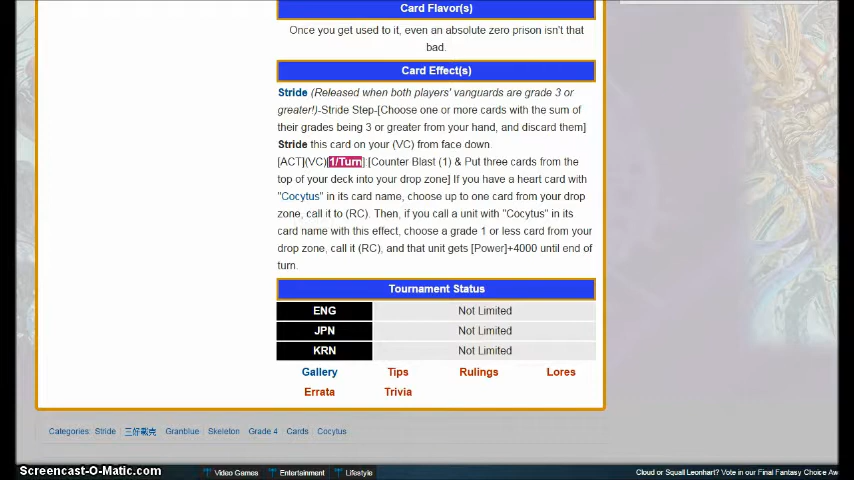 Card Flavor(s)
Once you get used to it, even an absolute zero prison isn't that
bad.
Card Effect(s)
Stride (Released when both players' vanguards are grade 3 or
greater!)-Stride Step-[Choose one or more cards with the sum of
their grades being 3 or greater from your hand, and discard them]
Stride this card on your (VC) from face down.
[ACT](VC)[1/Turn]:[Counter Blast (1) & Put three cards from the
top of your deck into your drop zone] If you have a heart card with
"Cocytus" in its card name, choose up to one card from your drop
zone, call it to (RC). Then, if you call a unit with "Cocytus" in its
card name with this effect, choose a grade 1 or less card from your
drop zone, call it (RC), and that unit gets [Power]+4000 until end of
turn.
Tournament Status
ENG Not Limited
JPN Not Limited
KRN Not Limited
Gallery Tips Rulings Lores
Errata Trivia
Categories: Stride 三好載克 Granblue Skeleton Grade 4 Cards Cocytus
Screencast-O-Matic.com Video Games Entertainment Lifestyle Cloud or Squall Leonhart? Vote in our Final Fantasy Choice Aw